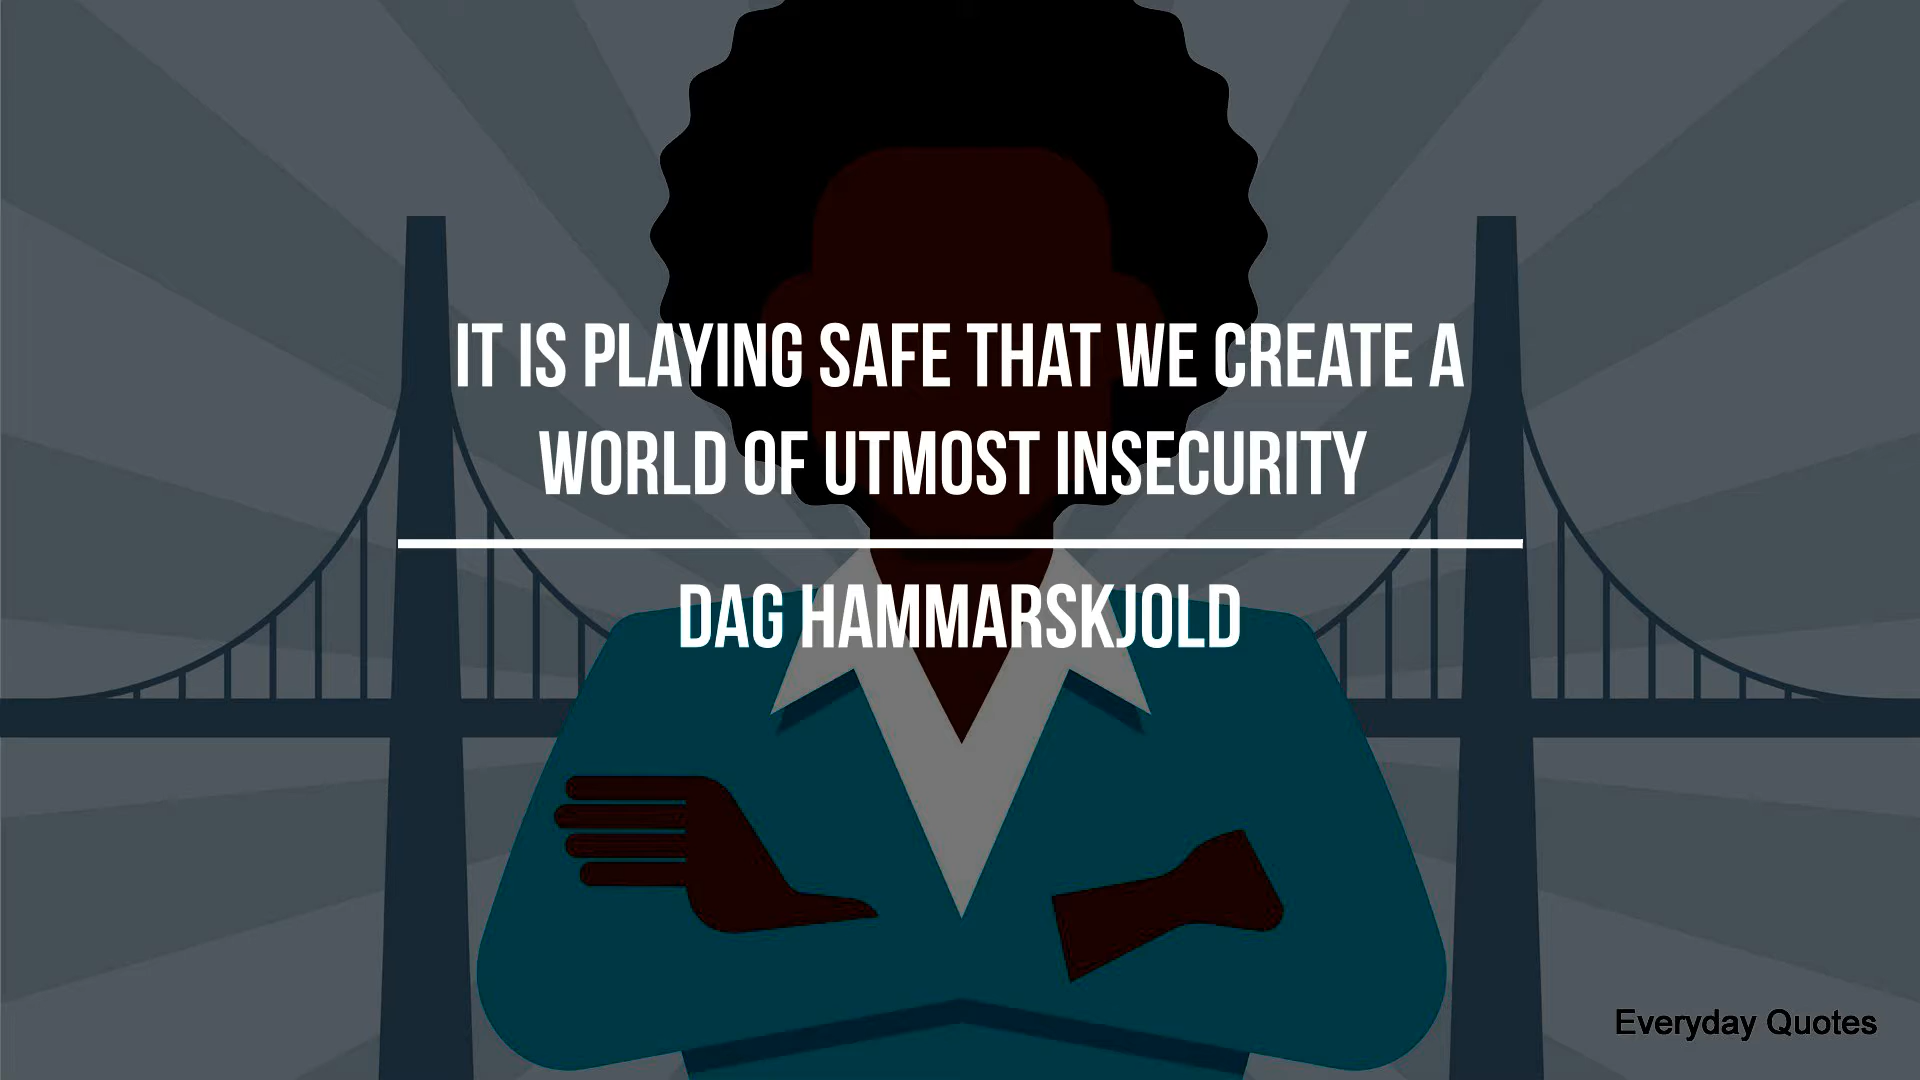 IT IS PLAYING SAFE THAT WE CREATE A
WORLD OF UTMOST INSECURITY
DAG HAMMARSKJOLD
Everyday Quotes